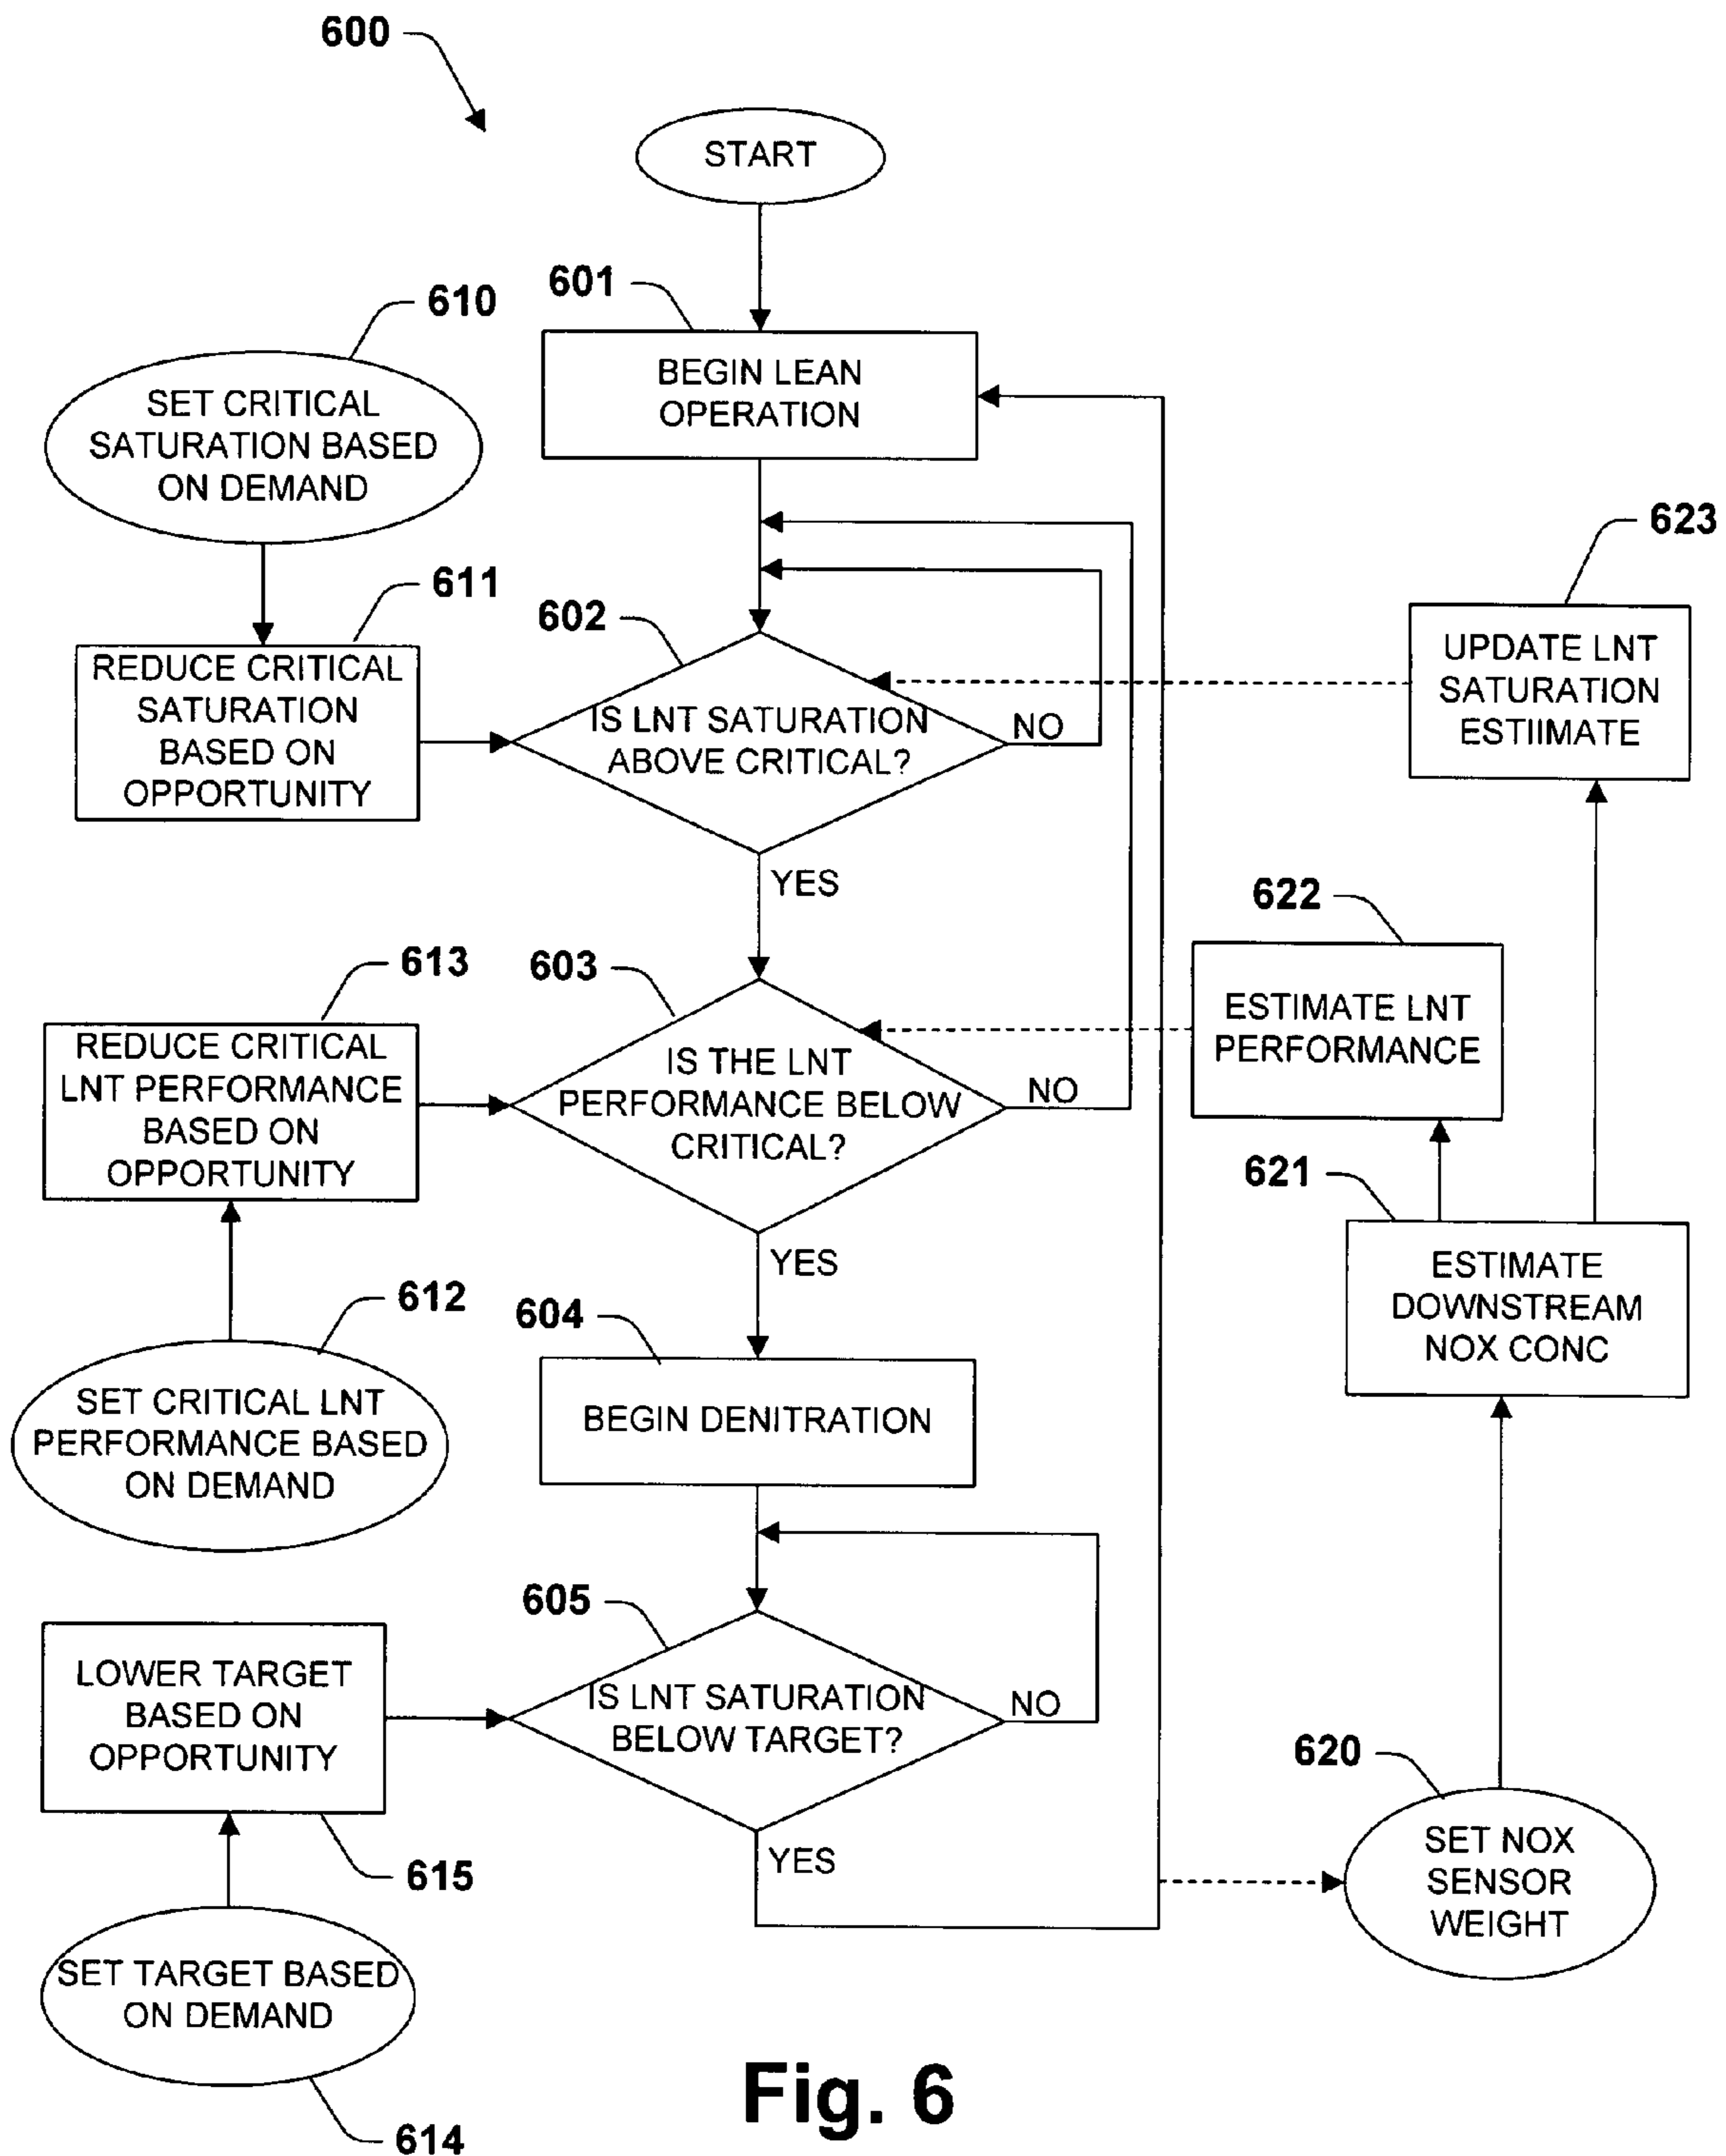 600
START
601
BEGIN LEAN
OPERATION
610
SET CRITICAL
SATURATION BASED
ON DEMAND
611
REDUCE CRITICAL
SATURATION
BASED ON
OPPORTUNITY
602
IS LNT SATURATION
ABOVE CRITICAL?
NO
YES
623
UPDATE LNT
SATURATION
ESTIIMATE
622
ESTIMATE LNT
PERFORMANCE
613
REDUCE CRITICAL
LNT PERFORMANCE
BASED ON
OPPORTUNITY
603
IS THE LNT
PERFORMANCE BELOW
CRITICAL?
NO
YES
621
ESTIMATE
DOWNSTREAM
NOX CONC
612
SET CRITICAL LNT
PERFORMANCE BASED
ON DEMAND
604
BEGIN DENITRATION
605
IS LNT SATURATION
BELOW TARGET?
NO
YES
LOWER TARGET
BASED ON
OPPORTUNITY
615
620
SET NOX
SENSOR
WEIGHT
SET TARGET BASED
ON DEMAND
614
Fig. 6